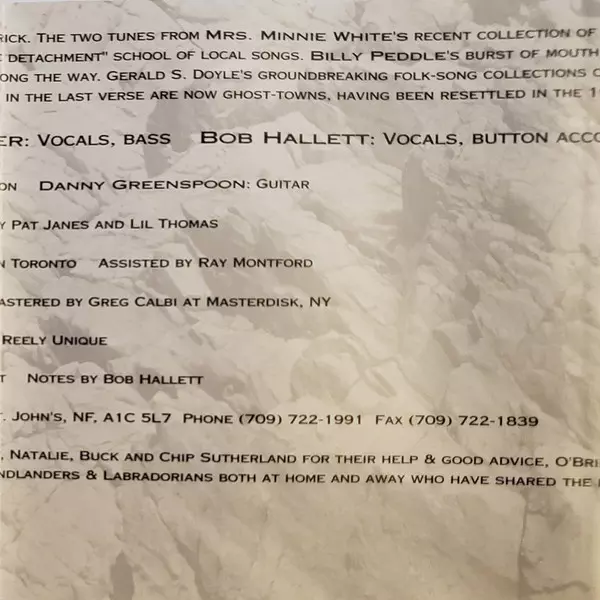 RICK. THE TWO TUNES FROM MRS. MINNIE WHITE'S RECENT COLLECTION OF
DETACHMENT" SCHOOL OF LOCAL SONGS. BILLY PEDDLE'S BURST OF MOUTH
ONG THE WAY. GERALD S. DOYLE'S GROUNDBREAKING FOLK-SONG COLLECTIONS
IN THE LAST VERSE ARE NOW GHOST-TOWNS, HAVING BEEN RESETTLED IN THE 1
ER: VOCALS, BASS BOB HALLETT: VOCALS, BUTTON ACCO
ON DANNY GREENSPOON: GUITAR
Y PAT JANES AND LIL THOMAS
N TORONTO ASSISTED BY RAY MONTFORD
ASTERED BY GREG CALBI AT MASTERDISK, NY
REELY UNIQUE
T NOTES BY BOB HALLETT
T. JOHN'S, NF, A1C 5L7 PHONE (709) 722-1991 FAX (709) 722-1839
, NATALIE, BUCK AND CHIP SUTHERLAND FOR THEIR HELP & GOOD ADVICE, O'BRI
NDLANDERS & LABRADORIANS BOTH AT HOME AND AWAY WHO HAVE SHARED THE